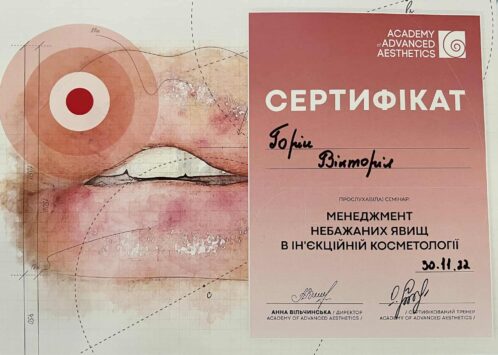 ACADEMY
of ADVANCED
AESTHETICS
СЕРТИФІКАТ
Горін
Вікторія
ПРОСЛУХАВ(ЛА) СЕМІНАР:
МЕНЕДЖМЕНТ
НЕБАЖАНИХ ЯВИЩ
В ІН'ЄКЦІЙНІЙ КОСМЕТОЛОГІЇ
30.11.22
АННА ВІЛЬЧИНСЬКА / ДИРЕКТОР
ACADEMY OF ADVANCED AESTHETICS /
/ СЕРТИФІКОВАНИЙ ТРЕНЕР
ACADEMY OF ADVANCED AESTHETICS /